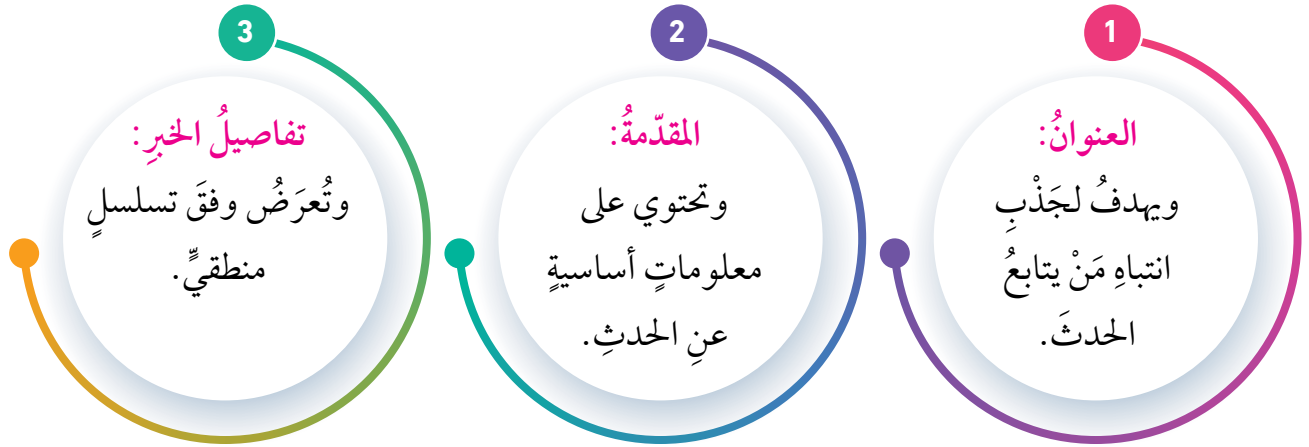 1
العنوانُ:
ويهدفُ لجَذْبِ
انتباهِ مَنْ يتابعُ
الحدثَ.
2
المقدّمةُ:
وتحتوي على
معلوماتٍ أساسيةٍ
عنِ الحدثِ.
3
تفاصيلُ الخبرِ:
وتُعرَضُ وفقَ تسلسلٍ
منطقيٍّ.